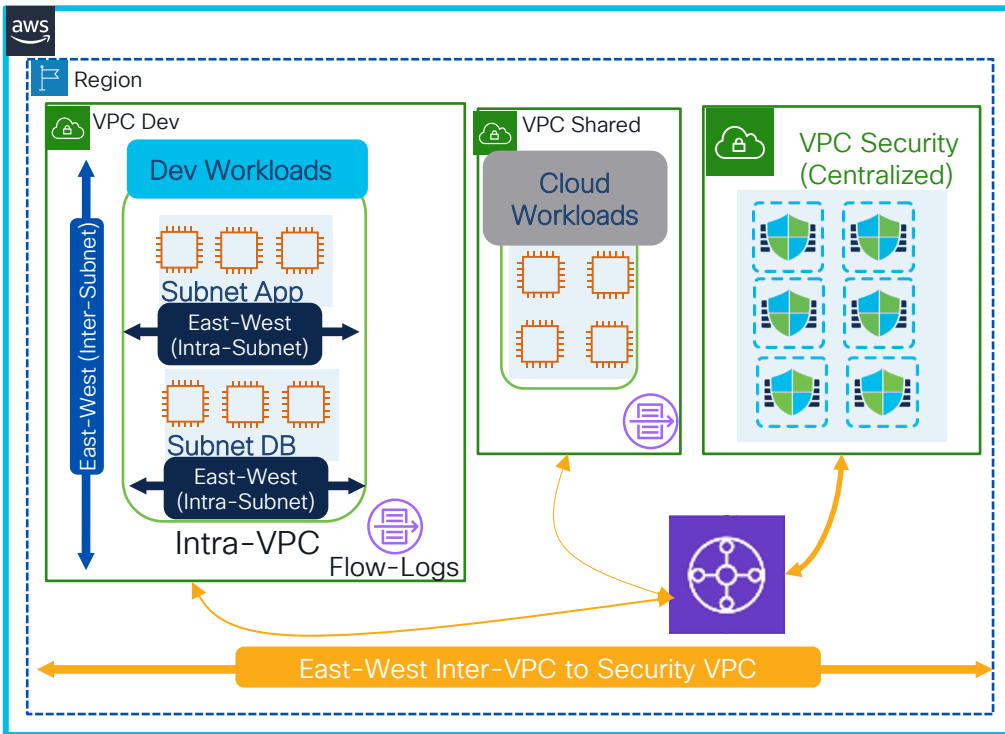 aws
Region
VPC Dev
Dev Workloads
Subnet App
East-West
(Intra-Subnet)
Subnet DB
East-West
(Intra-Subnet)
East-West (Inter-Subnet)
Intra-VPC
Flow-Logs
VPC Shared
Cloud
Workloads
VPC Security
(Centralized)
East-West Inter-VPC to Security VPC